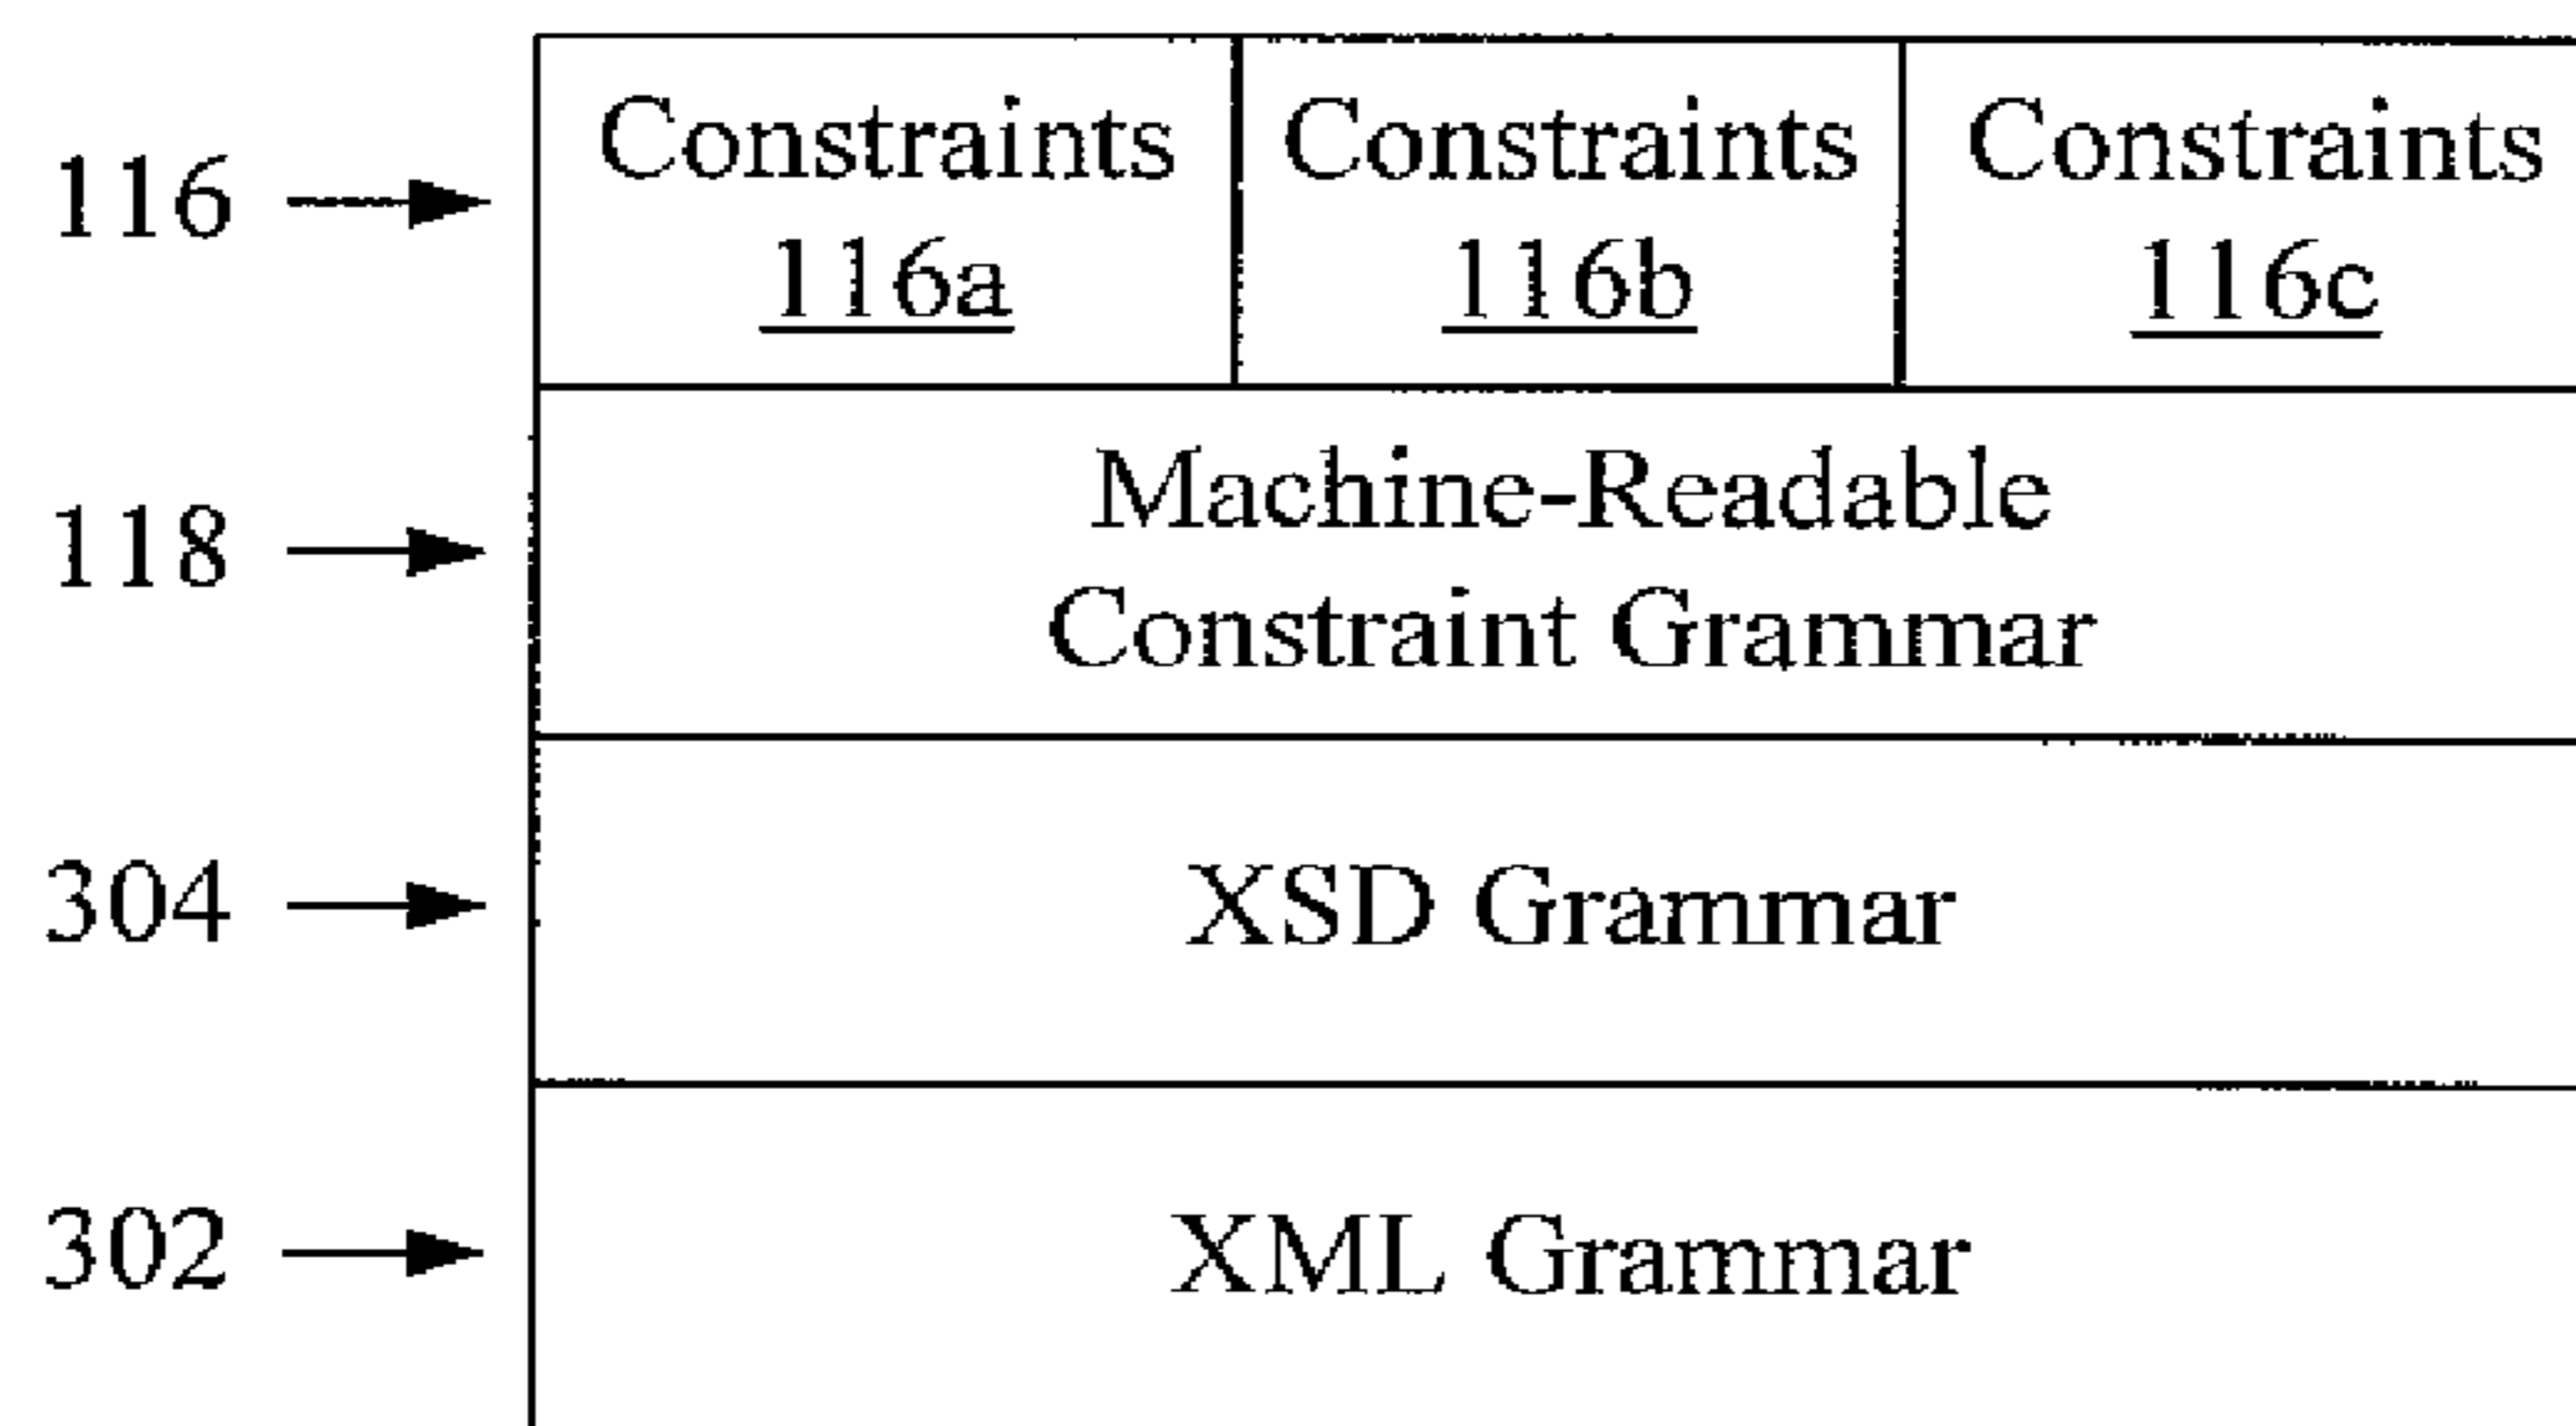 116
Constraints
116a
Constraints
116b
Constraints
116c
118
Machine-Readable
Constraint Grammar
304
XSD Grammar
302
XML Grammar